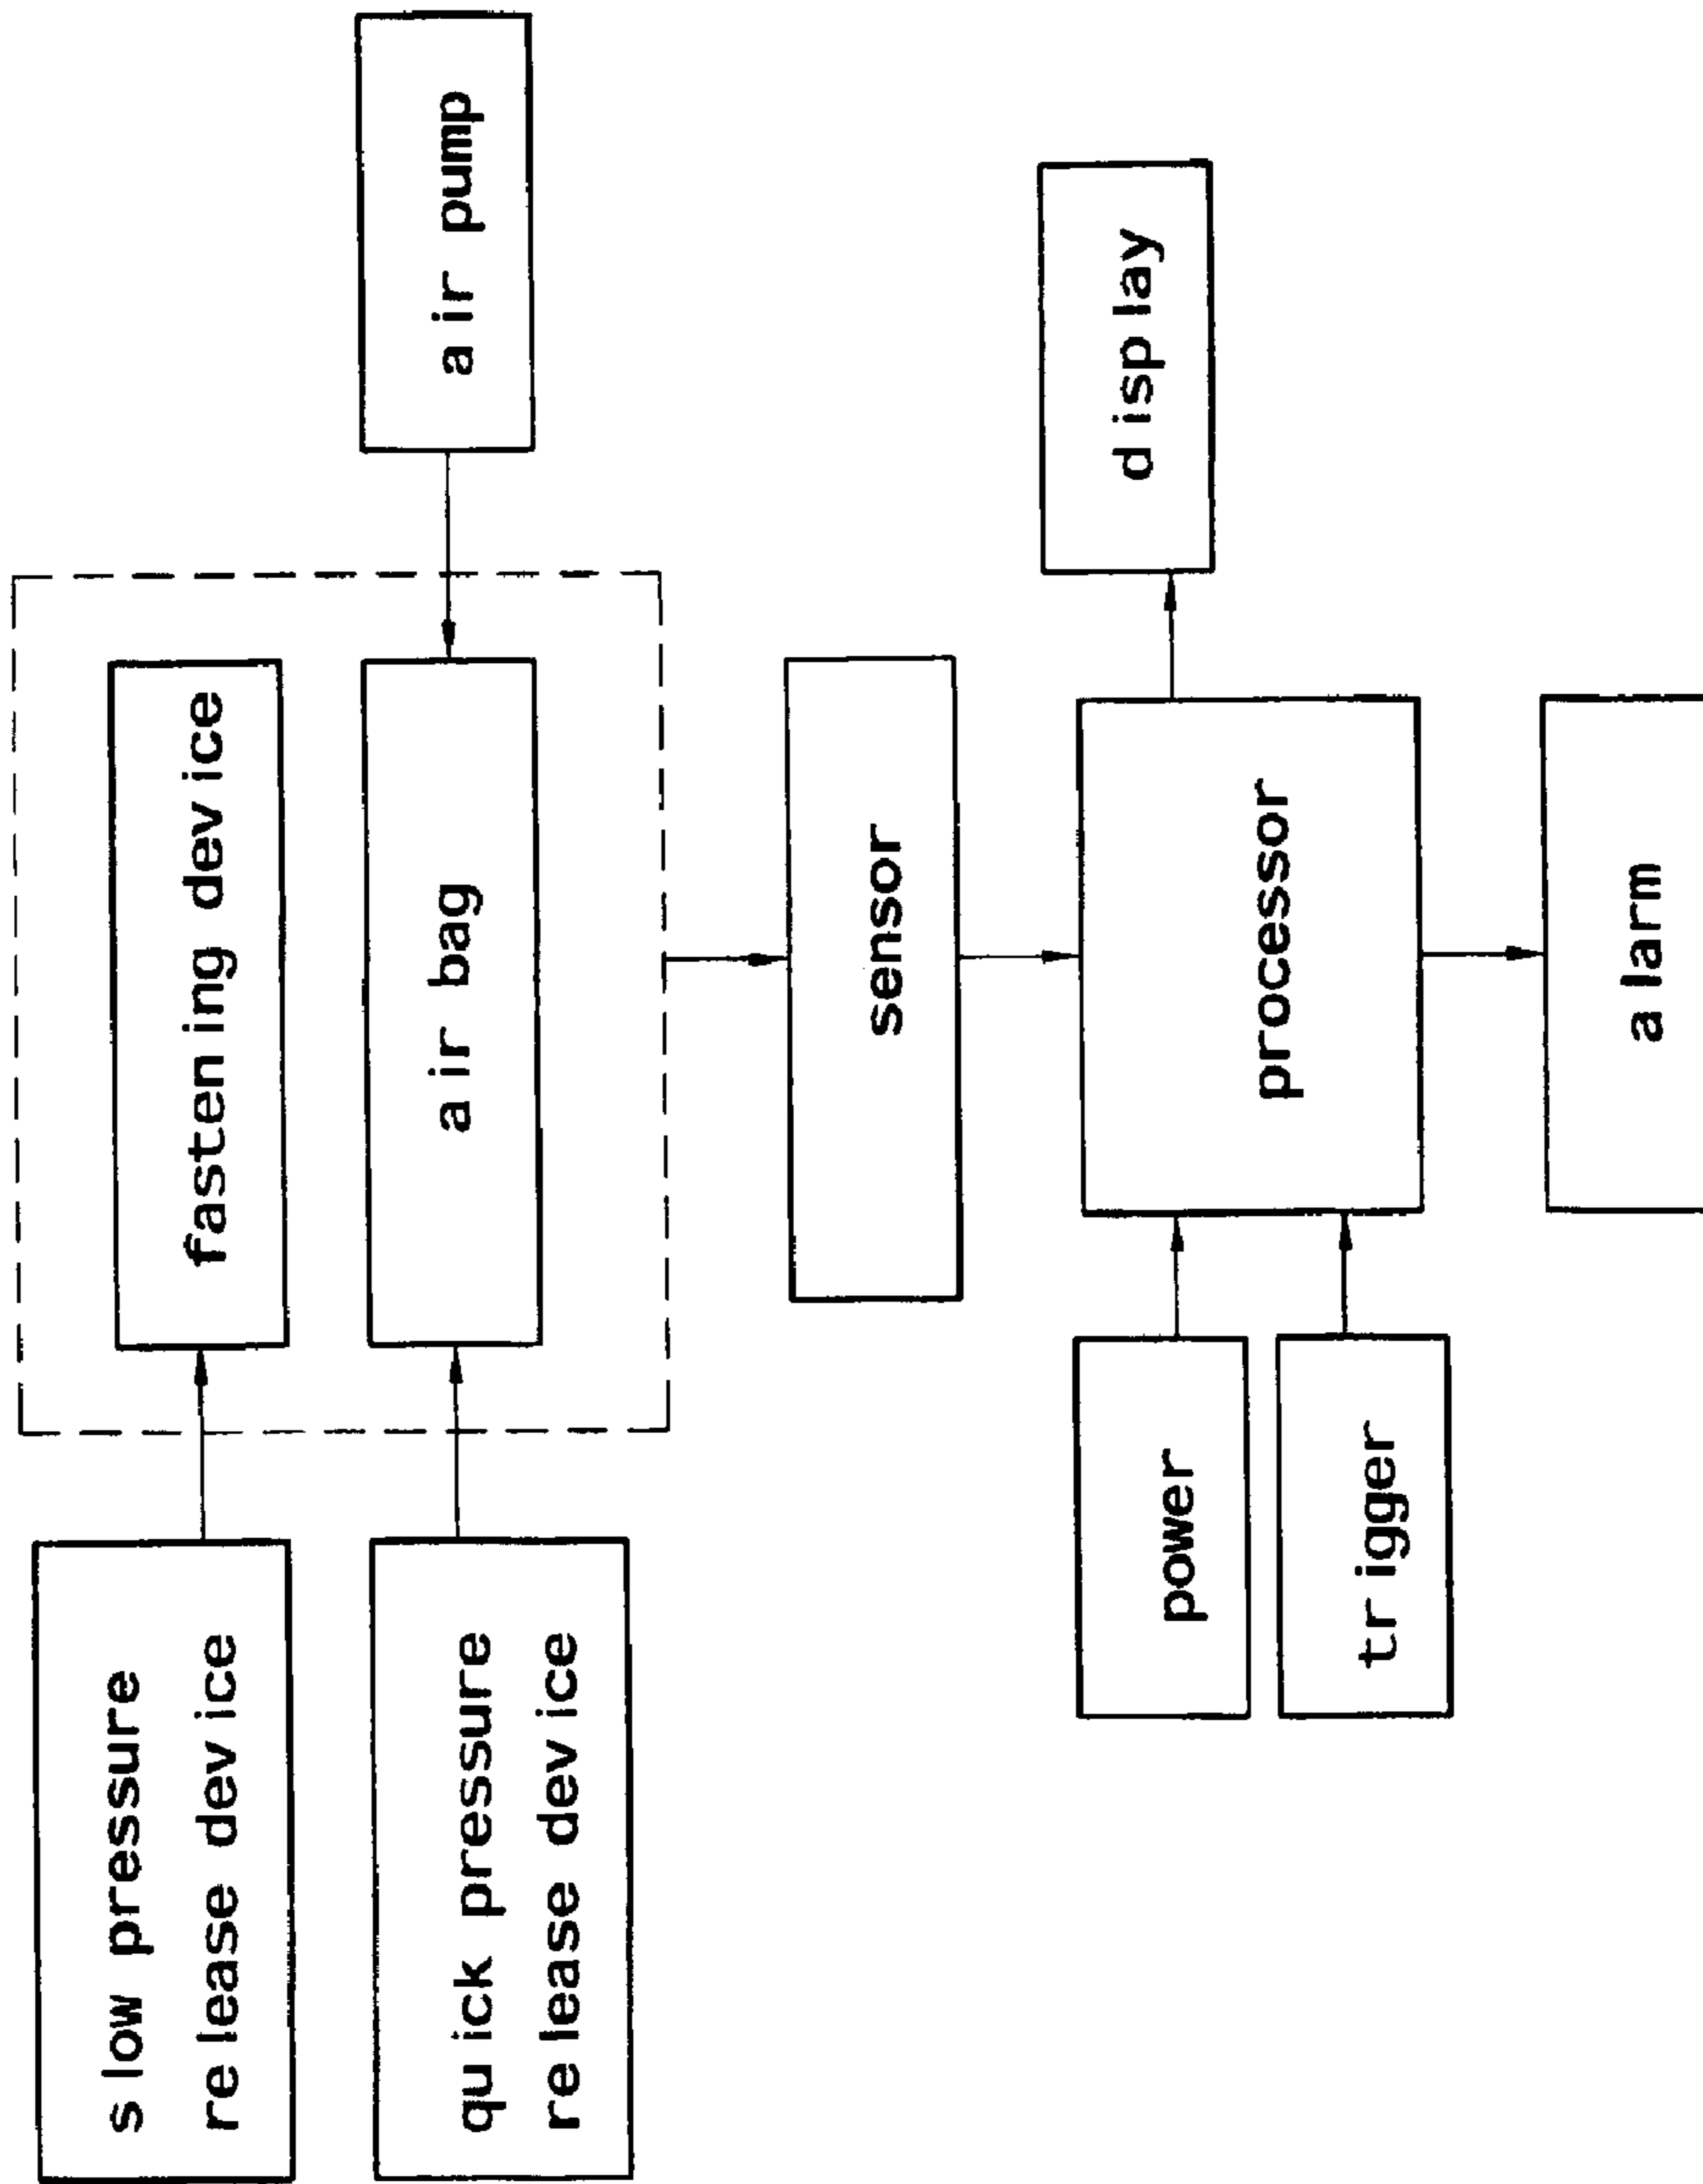 slow pressure
release device
fastening device
quick pressure
release device
air bag
air pump
sensor
power
trigger
processor
display
alarm